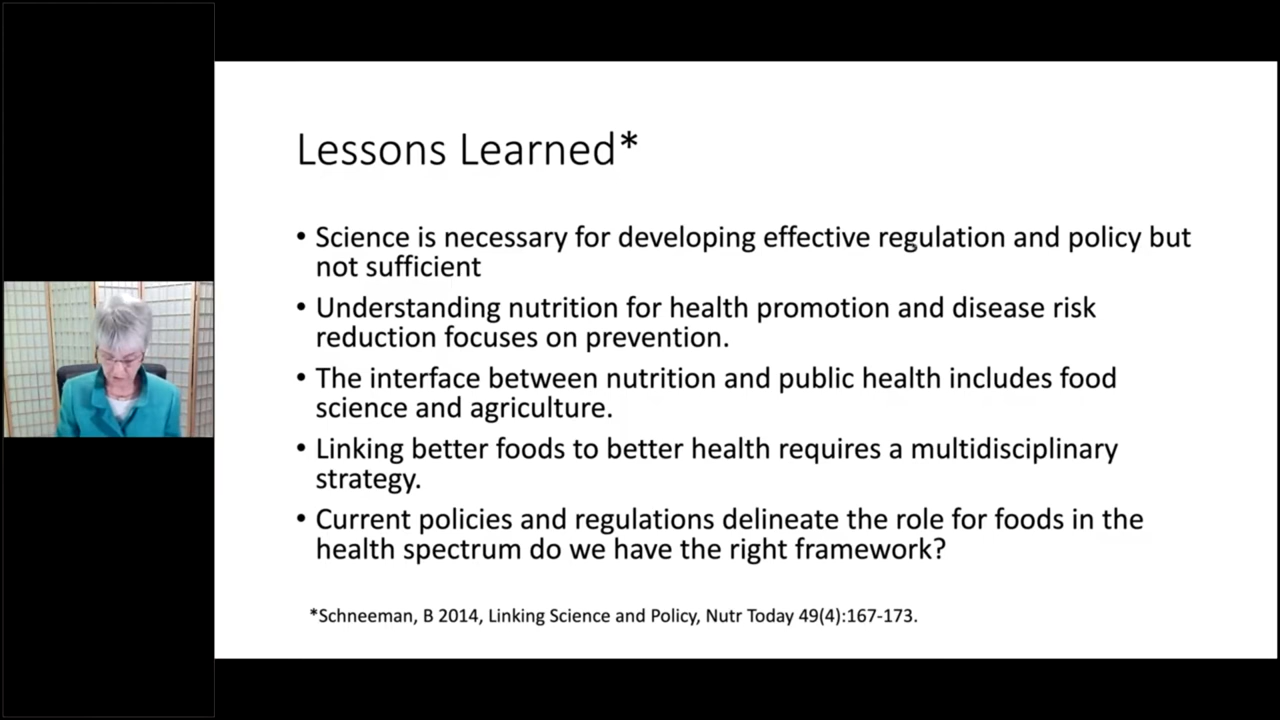 Lessons Learned*
• Science is necessary for developing effective regulation and policy but
not sufficient
• Understanding nutrition for health promotion and disease risk
reduction focuses on prevention.
• The interface between nutrition and public health includes food
science and agriculture.
• Linking better foods to better health requires a multidisciplinary
strategy.
• Current policies and regulations delineate the role for foods in the
health spectrum do we have the right framework?
*Schneeman, B 2014, Linking Science and Policy, Nutr Today 49(4):167-173.